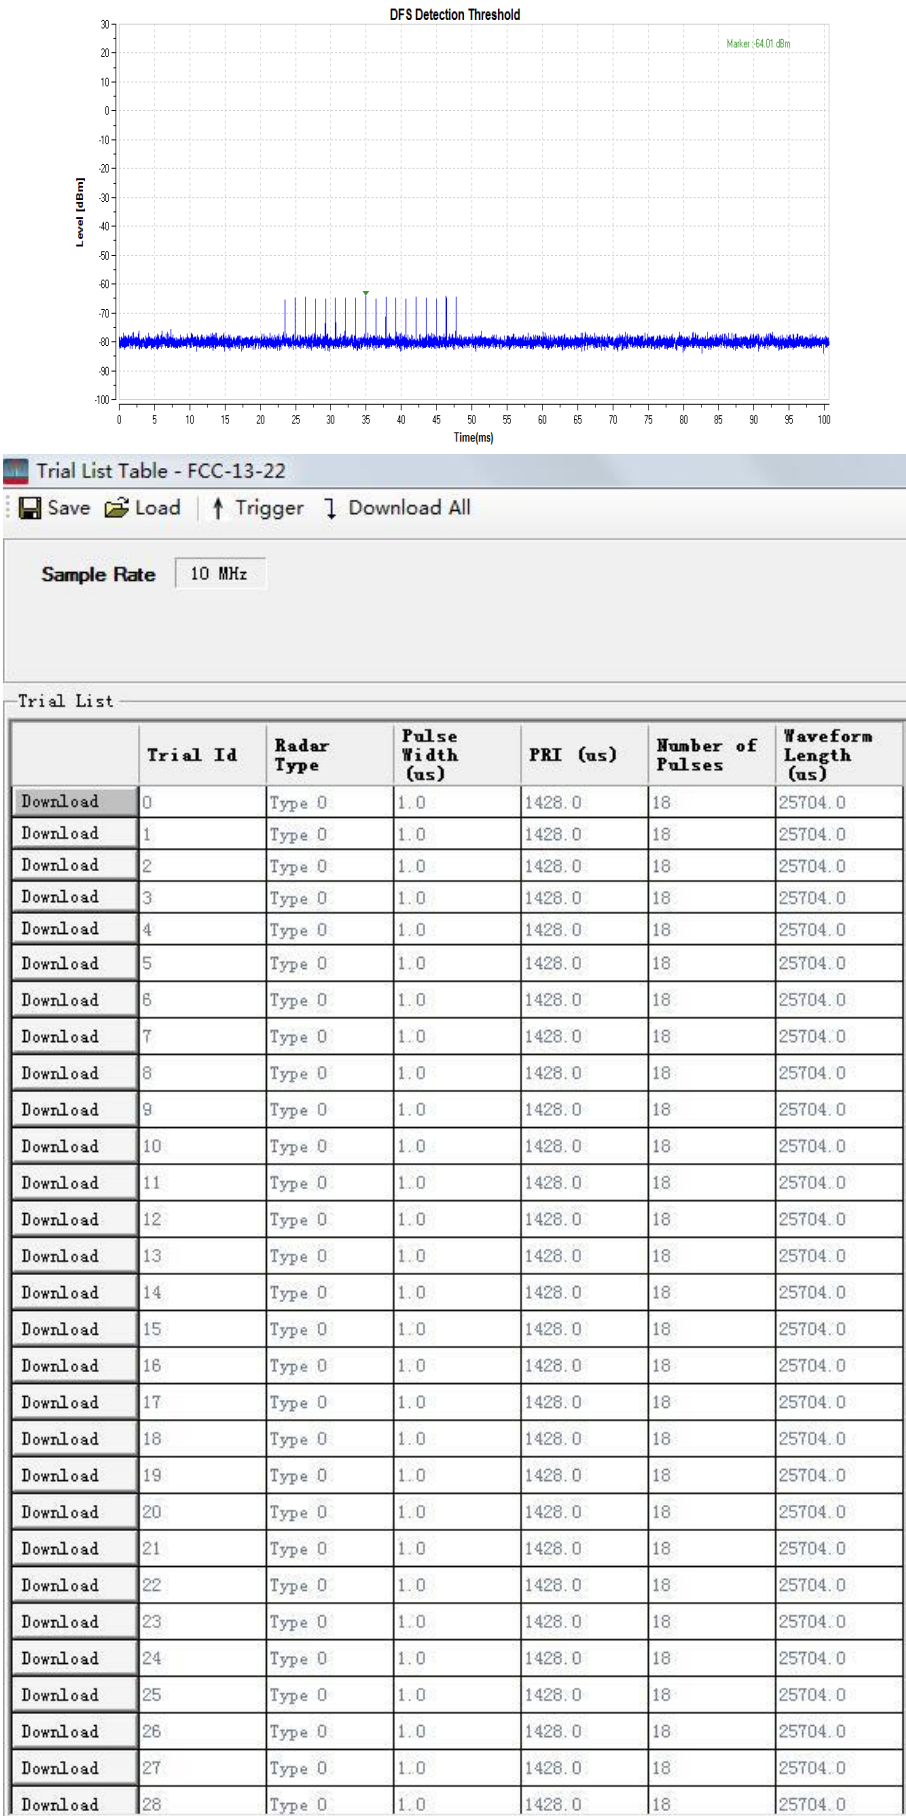 DFS Detection Threshold
Marker :-64.01 dBm
30
20
10
0
-10
-20
-30
-40
-50
-60
-70
-80
-90
-100
Level [dBm]
0 5 10 15 20 25 30 35 40 45 50 55 60 65 70 75 80 85 90 95 100
Time(ms)
Trial List Table - FCC-13-22
Save Load Trigger Download All
Sample Rate 10 MHz
Trial List
Trial Id Radar Type Pulse Width (us) PRI (us) Number of Pulses Waveform Length (us)
Download 0 Type 0 1.0 1428.0 18 25704.0
Download 1 Type 0 1.0 1428.0 18 25704.0
Download 2 Type 0 1.0 1428.0 18 25704.0
Download 3 Type 0 1.0 1428.0 18 25704.0
Download 4 Type 0 1.0 1428.0 18 25704.0
Download 5 Type 0 1.0 1428.0 18 25704.0
Download 6 Type 0 1.0 1428.0 18 25704.0
Download 7 Type 0 1.0 1428.0 18 25704.0
Download 8 Type 0 1.0 1428.0 18 25704.0
Download 9 Type 0 1.0 1428.0 18 25704.0
Download 10 Type 0 1.0 1428.0 18 25704.0
Download 11 Type 0 1.0 1428.0 18 25704.0
Download 12 Type 0 1.0 1428.0 18 25704.0
Download 13 Type 0 1.0 1428.0 18 25704.0
Download 14 Type 0 1.0 1428.0 18 25704.0
Download 15 Type 0 1.0 1428.0 18 25704.0
Download 16 Type 0 1.0 1428.0 18 25704.0
Download 17 Type 0 1.0 1428.0 18 25704.0
Download 18 Type 0 1.0 1428.0 18 25704.0
Download 19 Type 0 1.0 1428.0 18 25704.0
Download 20 Type 0 1.0 1428.0 18 25704.0
Download 21 Type 0 1.0 1428.0 18 25704.0
Download 22 Type 0 1.0 1428.0 18 25704.0
Download 23 Type 0 1.0 1428.0 18 25704.0
Download 24 Type 0 1.0 1428.0 18 25704.0
Download 25 Type 0 1.0 1428.0 18 25704.0
Download 26 Type 0 1.0 1428.0 18 25704.0
Download 27 Type 0 1.0 1428.0 18 25704.0
Download 28 Type 0 1.0 1428.0 18 25704.0